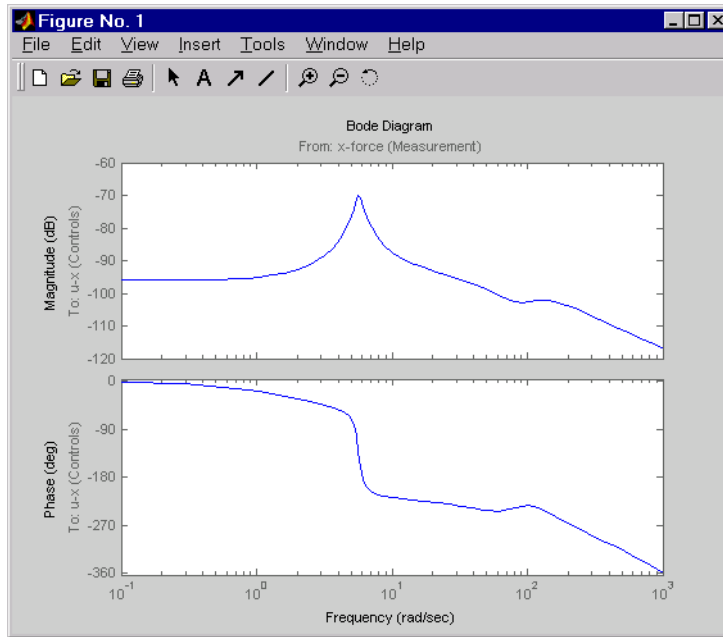 Figure No. 1
File Edit View Insert Tools Window Help
A
Bode Diagram
From: x-force (Measurement)
Magnitude (dB)
To: u-x (Controls)
-60
-70
-80
-90
-100
-110
-120
Phase (deg)
To: u-x (Controls)
0
-90
-180
-270
-360
10^-1 10^0 10^1 10^2 10^3
Frequency (rad/sec)